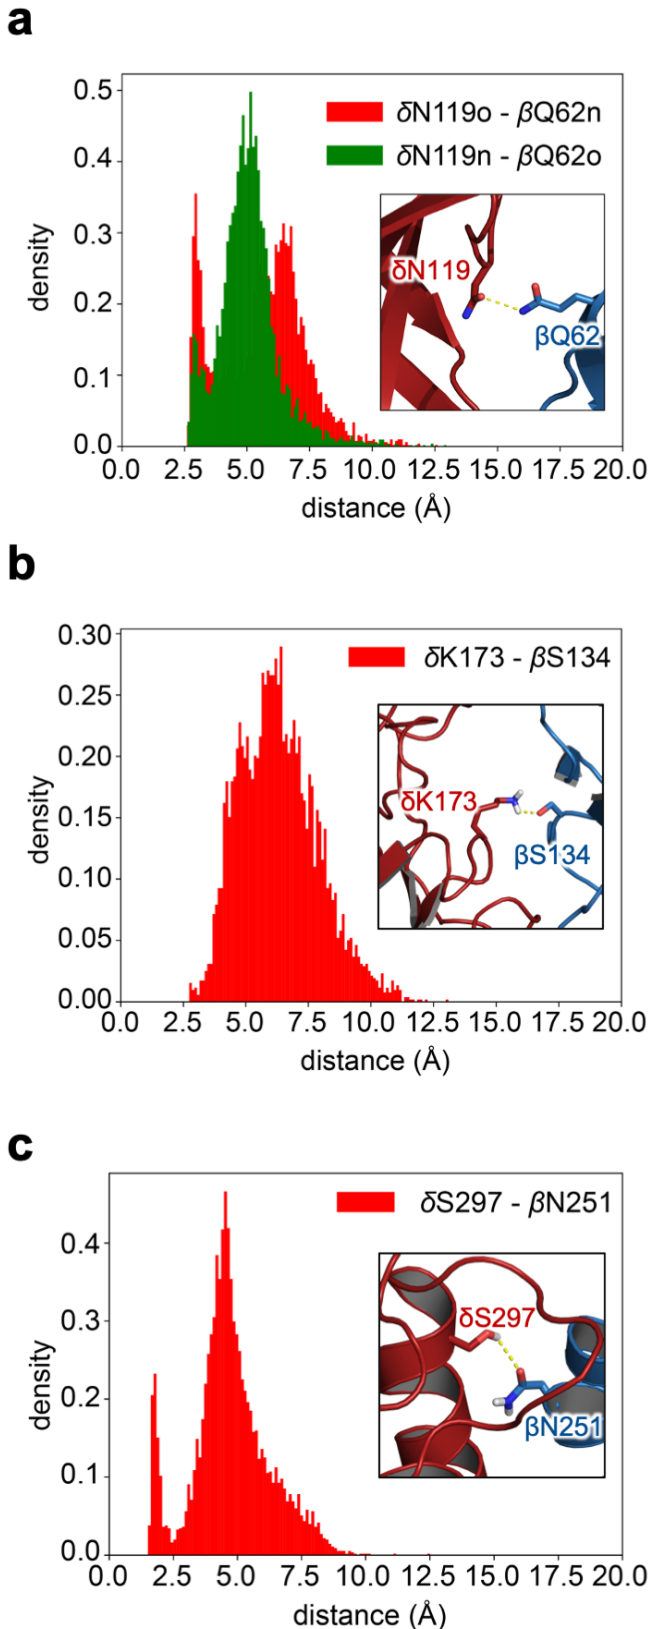 a
0.5
0.4
0.3
0.2
0.1
0.0
density
δN119o - βQ62n
δN119n - βQ62o
δN119
βQ62
0.0 2.5 5.0 7.5 10.0 12.5 15.0 17.5 20.0
distance (Å)
b
0.30
0.25
0.20
0.15
0.10
0.05
0.00
density
δK173 - βS134
δK173
βS134
0.0 2.5 5.0 7.5 10.0 12.5 15.0 17.5 20.0
distance (Å)
c
0.4
0.3
0.2
0.1
0.0
density
δS297 - βN251
δS297
βN251
0.0 2.5 5.0 7.5 10.0 12.5 15.0 17.5 20.0
distance (Å)